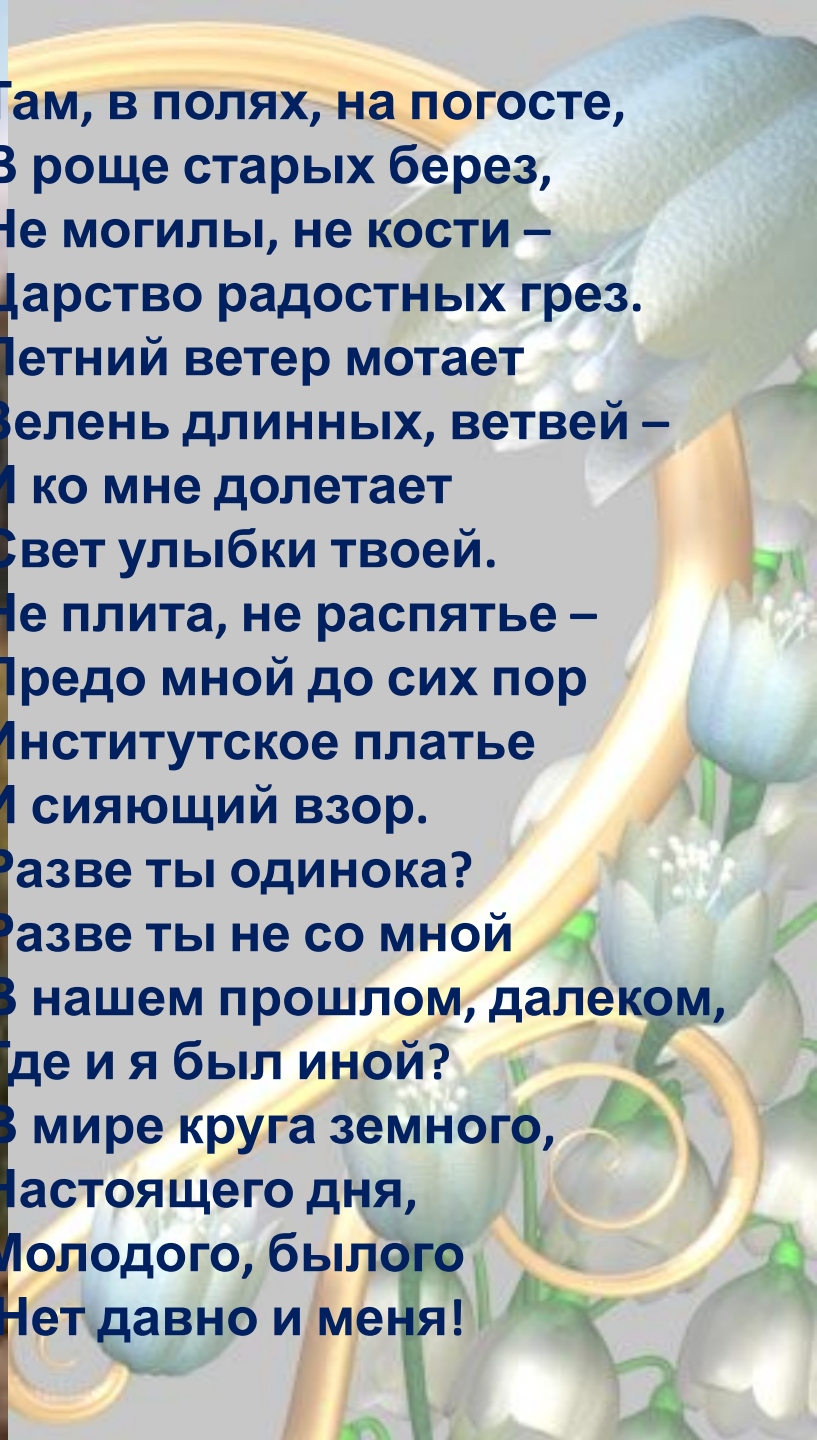 Там, в полях, на погосте,
В роще старых берез,
Не могилы, не кости –
Царство радостных грез.
Летний ветер мотает
Зелень длинных, ветвей –
И ко мне долетает
Свет улыбки твоей.
Не плита, не распятье –
Предо мной до сих пор
Институтское платье
И сияющий взор.
Разве ты одинока?
Разве ты не со мной
В нашем прошлом, далеком,
Где и я был иной?
В мире круга земного,
Настоящего дня,
Молодого, былого
Нет давно и меня!